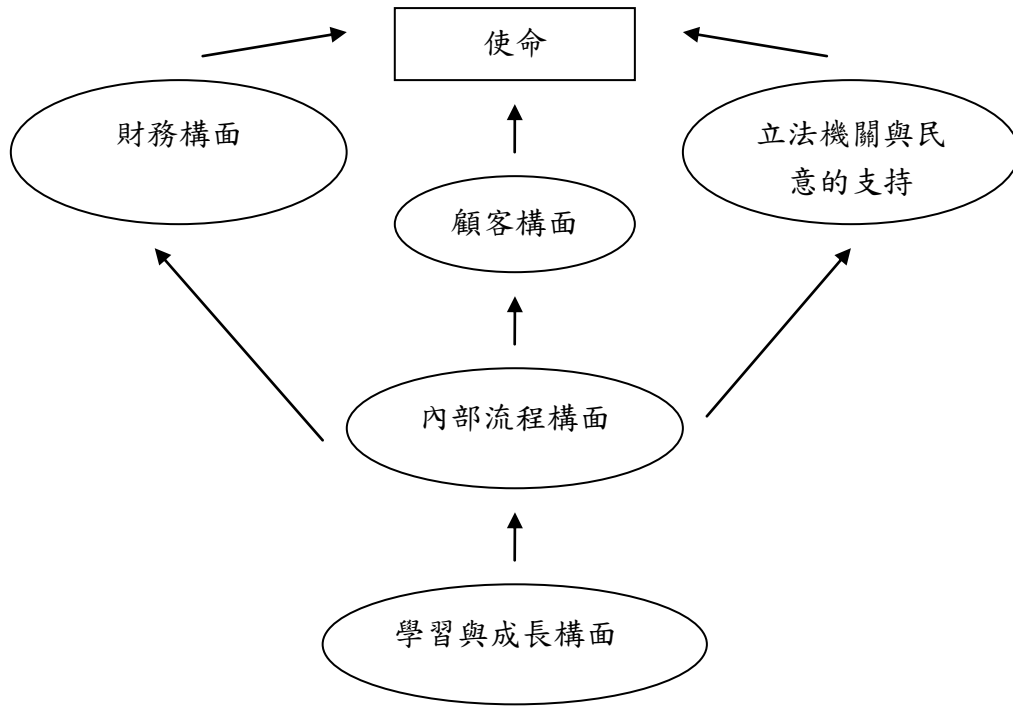 使命
財務構面
立法機關與民
意的支持
顧客構面
內部流程構面
學習與成長構面